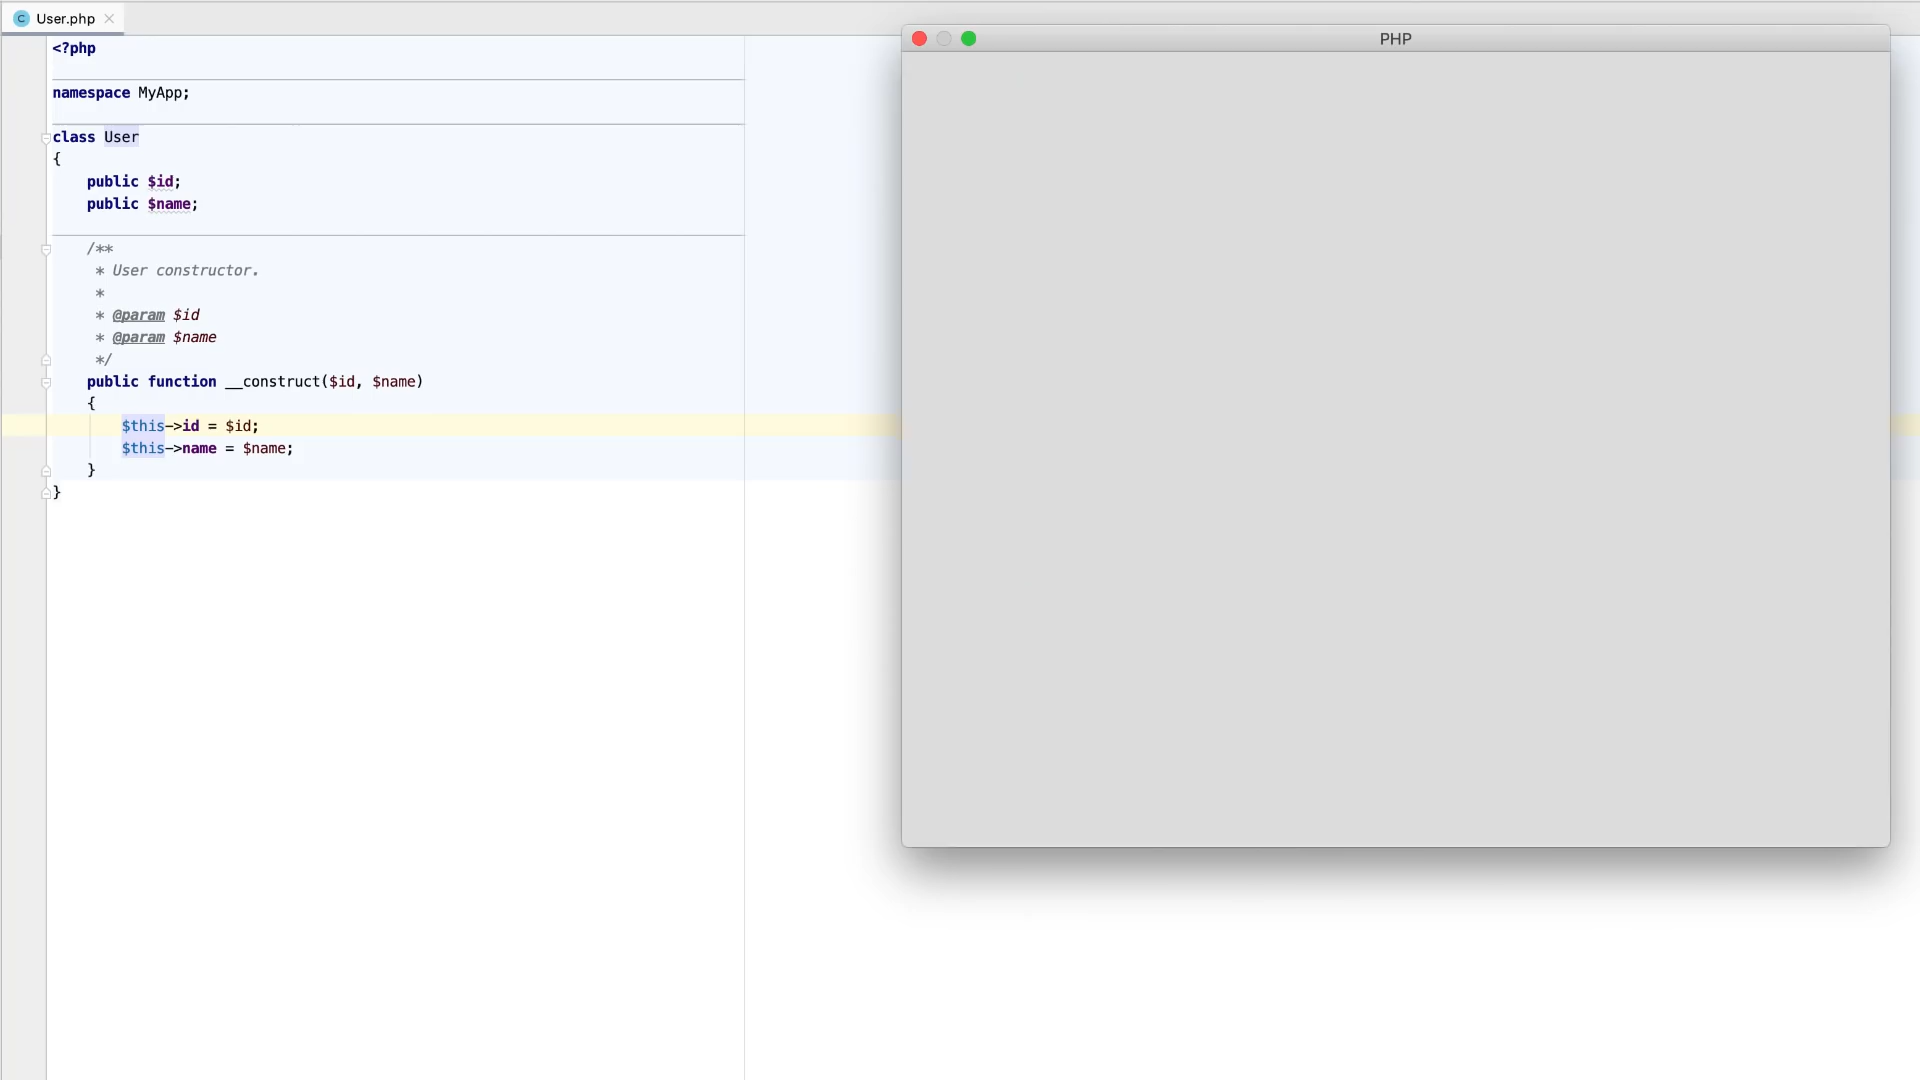 User.php
PHP
<?php
namespace MyApp;
class User
{
    public $id;
    public $name;
    /**
     * User constructor.
     *
     * @param $id
     * @param $name
     */
    public function __construct($id, $name)
    {
        $this->id = $id;
        $this->name = $name;
    }
}